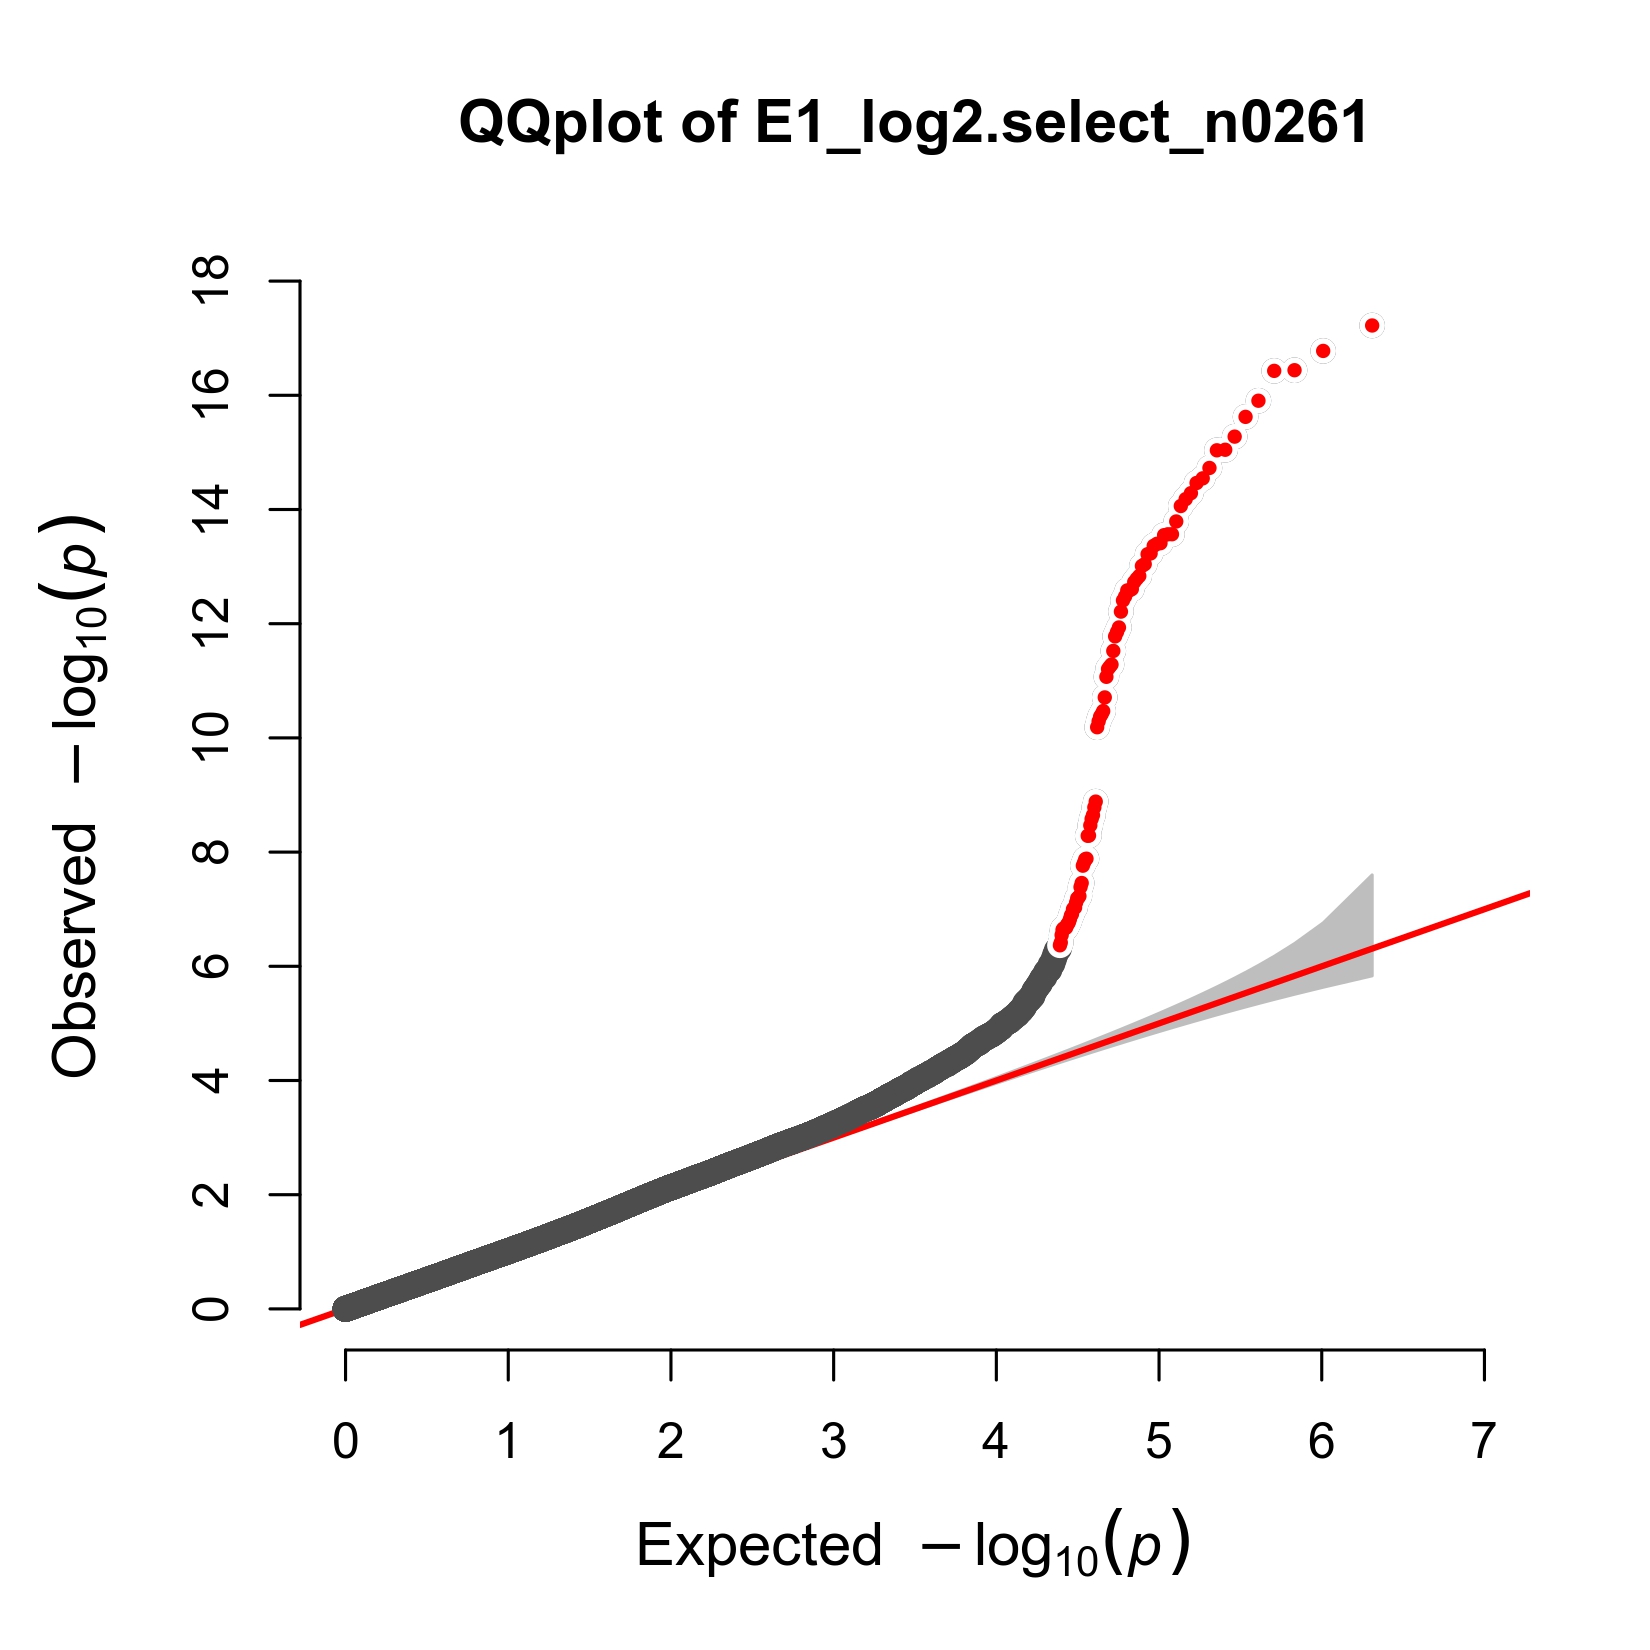 QQplot of E1_log2.select_n0261
18
16
14
12
10
8
6
4
2
0
Observed −log10(p)
0 1 2 3 4 5 6 7
Expected −log10(p)